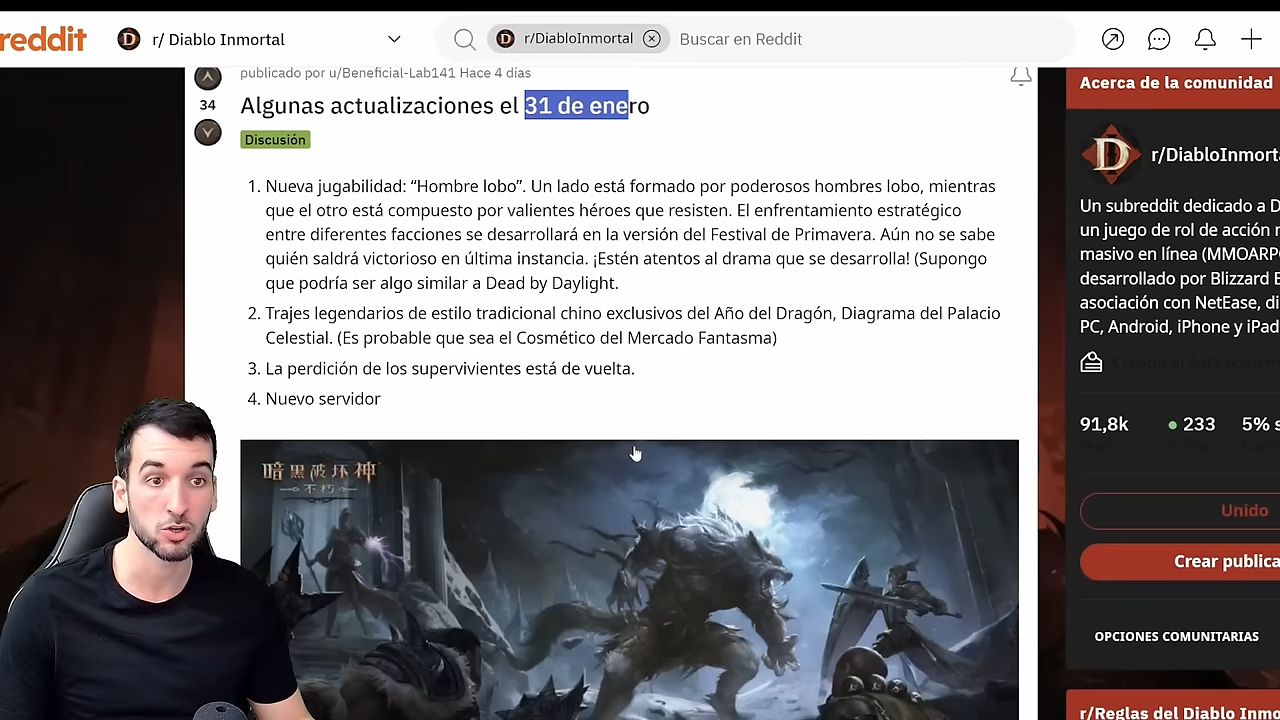 reddit
r/ Diablo Inmortal
r/DiabloInmortal
Buscar en Reddit
publicado por u/Beneficial-Lab141 Hace 4 días
34
Algunas actualizaciones el 31 de enero
Discusión
1. Nueva jugabilidad: “Hombre lobo”. Un lado está formado por poderosos hombres lobo, mientras
que el otro está compuesto por valientes héroes que resisten. El enfrentamiento estratégico
entre diferentes facciones se desarrollará en la versión del Festival de Primavera. Aún no se sabe
quién saldrá victorioso en última instancia. ¡Estén atentos al drama que se desarrolla! (Supongo
que podría ser algo similar a Dead by Daylight.
2. Trajes legendarios de estilo tradicional chino exclusivos del Año del Dragón, Diagrama del Palacio
Celestial. (Es probable que sea el Cosmético del Mercado Fantasma)
3. La perdición de los supervivientes está de vuelta.
4. Nuevo servidor
暗黑破坏神
不朽
Acerca de la comunidad
r/DiabloInmorta
Un subreddit dedicado a D
un juego de rol de acción
masivo en línea (MMOARPG
desarrollado por Blizzard E
asociación con NetEase, di
PC, Android, iPhone y iPad
Creado el 2 de novie
91,8k
233
5% s
Unido
Crear publica
OPCIONES COMUNITARIAS
r/Reglas del Diablo Inmo